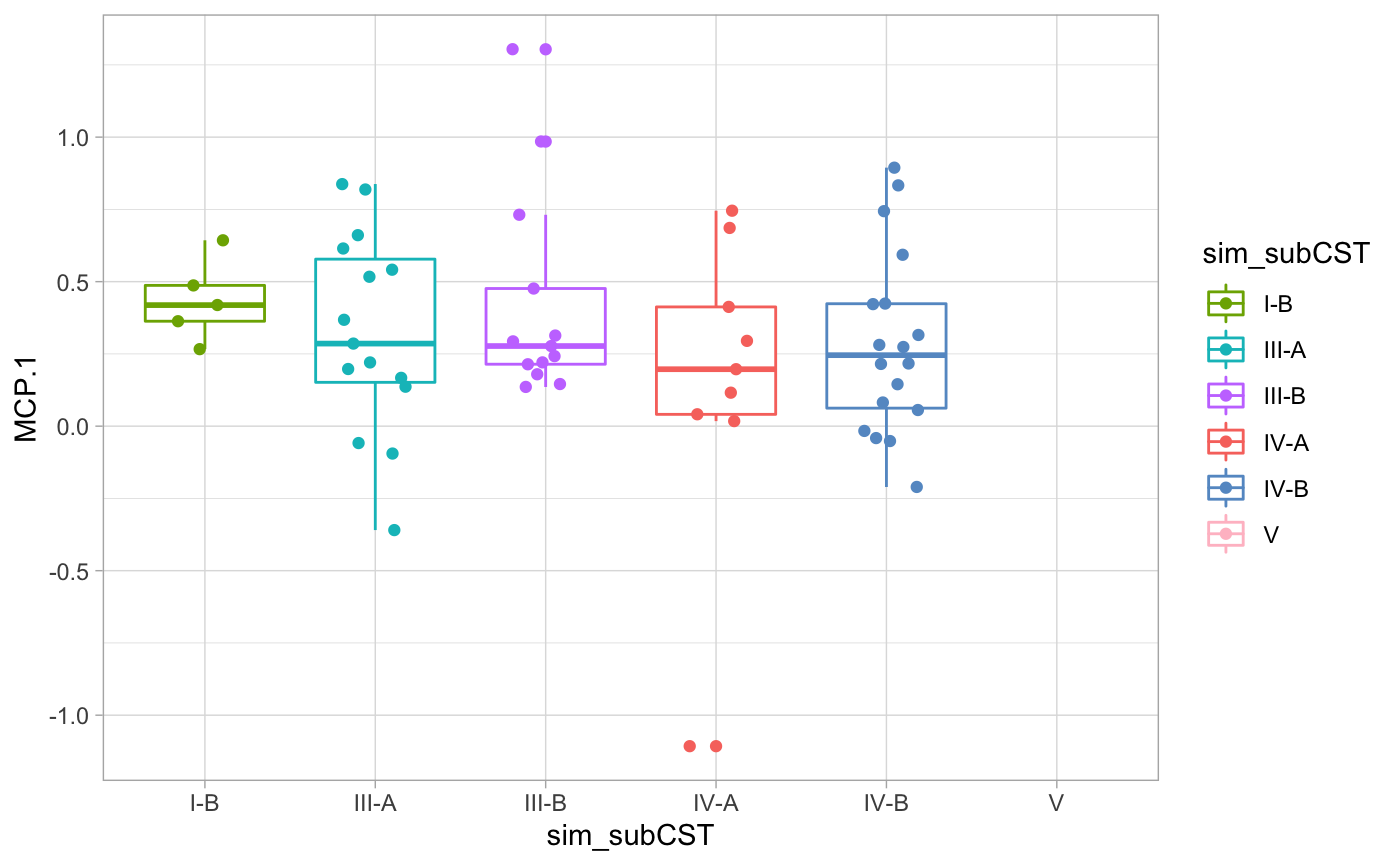 MCP.1
1.0
0.5
0.0
-0.5
-1.0
I-B
III-A
III-B
IV-A
IV-B
V
sim_subCST
sim_subCST
I-B
III-A
III-B
IV-A
IV-B
V